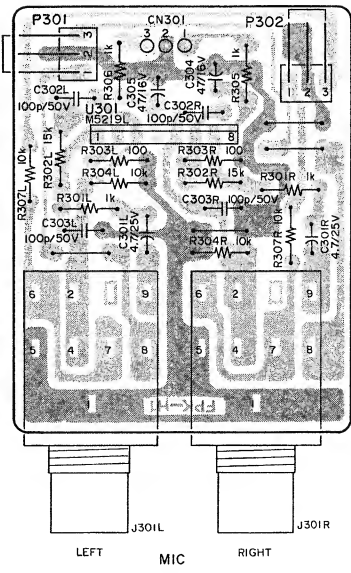 P301 CN301 P302
3 3 2 1
2
1 1 2 3
R306 1k
C305 47/16V
C304 47/16V
R305 1k
C302L 100p/50V
U301 M5219L
C302R 100p/50V
1 8
R307L 10k
R302L 15k
R303L 100
R303R 100
R304L 10k
R302R 15k
R301L 1k
R301R 1k
C303L 100p/50V
C301L 4.7/25V
C303R 100p/50V
R304R 10k
R307R 10k
C301R 4.7/25V
6 2 9 6 2 9
5 4 7 8 5 4 7 8
1 FPX-H1 1
J301L J301R
LEFT RIGHT
MIC